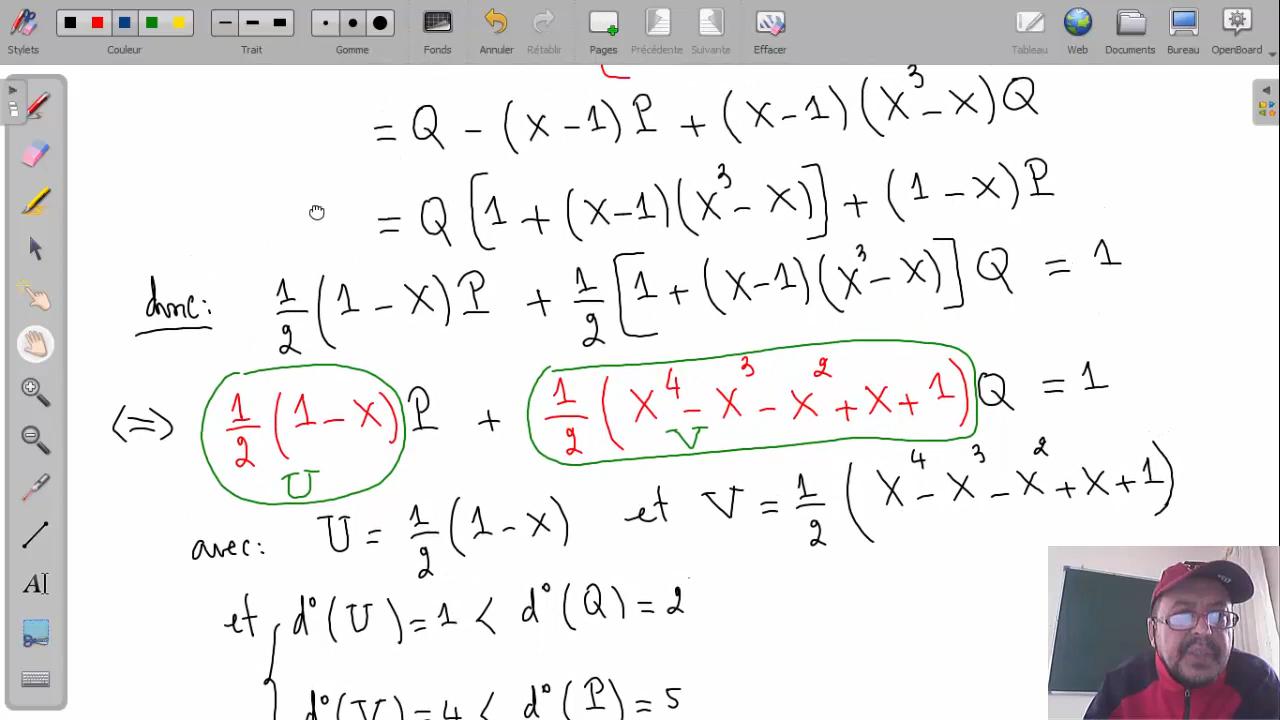 Stylets Couleur Trait Gomme Fonds Annuler Rétablir Pages Précédente Suivante Effacer Tableau Web Documents Bureau OpenBoard
= Q - (X-1)P + (X-1)(X³-X)Q
= Q[1 + (X-1)(X³-X)] + (1-X)P
donc: 1/2(1-X)P + 1/2[1 + (X-1)(X³-X)]Q = 1
<=> 1/2(1-X)P + 1/2(X⁴-X³-X²+X+1)Q = 1
U V
avec: U = 1/2(1-X) et V = 1/2(X⁴-X³-X²+X+1)
et { d°(U) = 1 < d°(Q) = 2
d°(V) = 4 < d°(P) = 5
AI